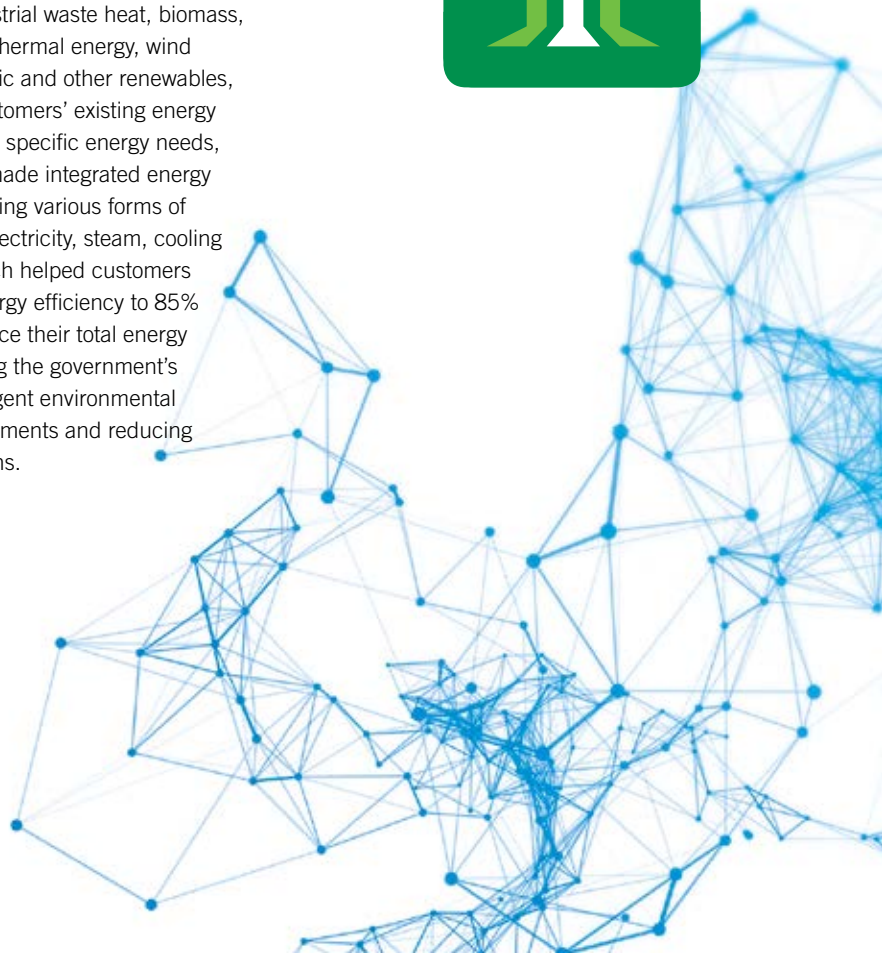 strial waste heat, biomass,
hermal energy, wind
ic and other renewables,
tomers’ existing energy
specific energy needs,
nade integrated energy
ing various forms of
ectricity, steam, cooling
ch helped customers
rgy efficiency to 85%
ce their total energy
g the government’s
gent environmental
ments and reducing
ns.